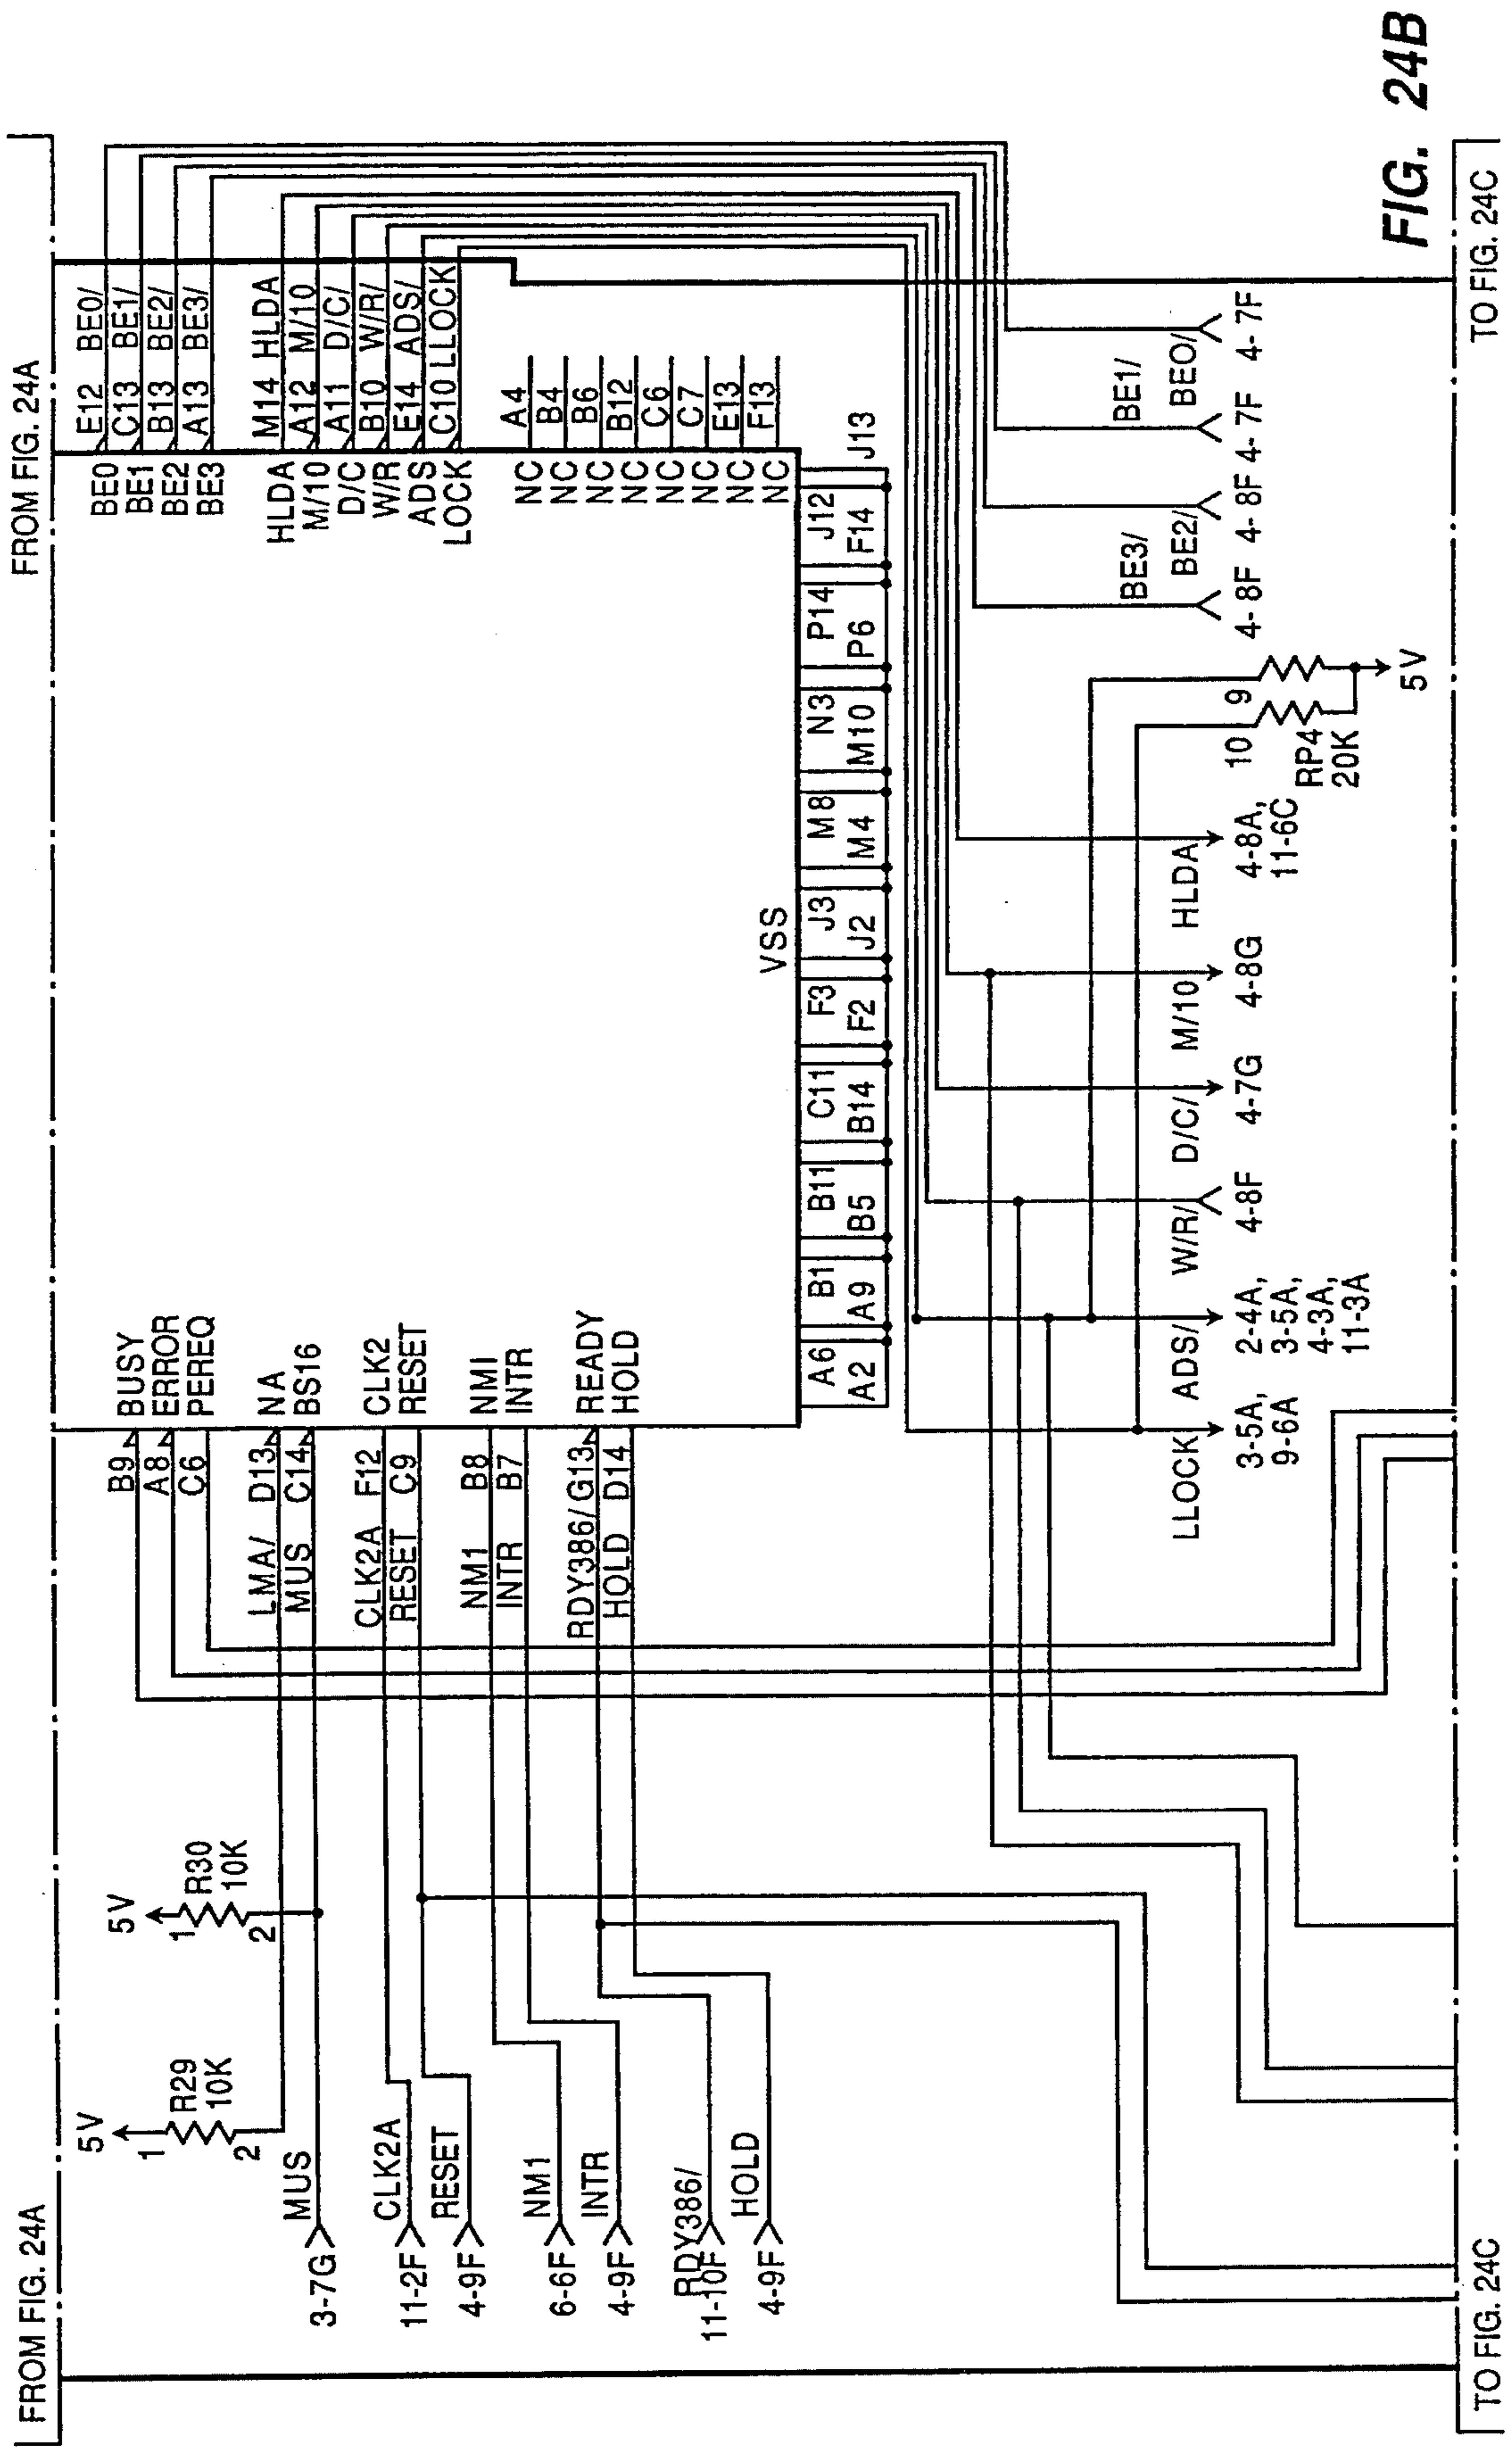 FROM FIG. 24A
FROM FIG. 24A
5V
1
R29
10K
2
5V
1
R30
10K
2
B9
BUSY
A8
ERROR
C6
PEREQ
LMA/ D13
NA
MUS C14
BS16
CLK2A F12
CLK2
RESET C9
RESET
NM1 B8
NMI
INTR B7
INTR
RDY386/G13
READY
HOLD D14
HOLD
MUS
3-7G
CLK2A
11-2F
RESET
4-9F
NM1
6-6F
INTR
4-9F
RDY386/
11-10F
HOLD
4-9F
BE0
E12 BE0/
BE1
C13 BE1/
BE2
B13 BE2/
BE3
A13 BE3/
HLDA
M14 HLDA
M/10
A12 M/10
D/C
A11 D/C/
W/R
B10 W/R/
ADS
E14 ADS/
LOCK
C10 LLOCK
NC A4
NC B4
NC B6
NC B12
NC C6
NC C7
NC E13
NC F13
VSS
A6 B1 B11 C11 F3 J3 M8 N3 P14 J12 J13
A2 A9 B5 B14 F2 J2 M4 M10 P6 F14
LLOCK
3-5A,
9-6A
ADS/
2-4A,
3-5A,
4-3A,
11-3A
W/R/
4-8F
D/C/
4-7G
M/10
4-8G
HLDA
4-8A,
11-6C
10
9
RP4
20K
5V
BE3/
4- 8F
BE2/
4- 8F
BE1/
4- 7F
BEO/
4- 7F
TO FIG. 24C
TO FIG. 24C
FIG. 24B